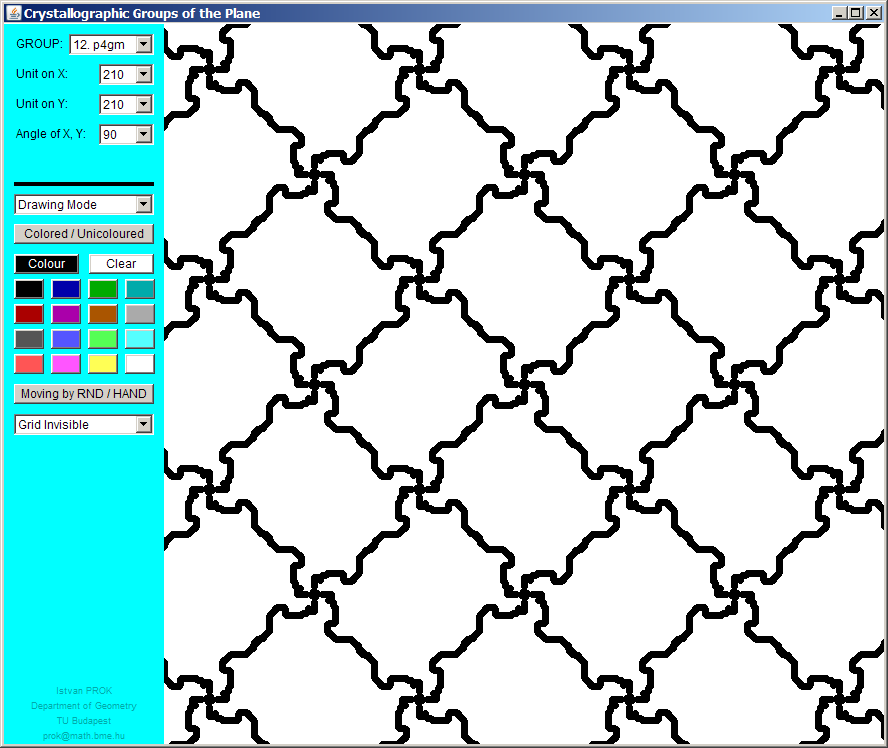 Crystallographic Groups of the Plane
GROUP: 12. p4gm
Unit on X: 210
Unit on Y: 210
Angle of X, Y: 90
Drawing Mode
Colored / Unicoloured
Colour Clear
Moving by RND / HAND
Grid Invisible
Istvan PROK
Department of Geometry
TU Budapest
prok@math.bme.hu